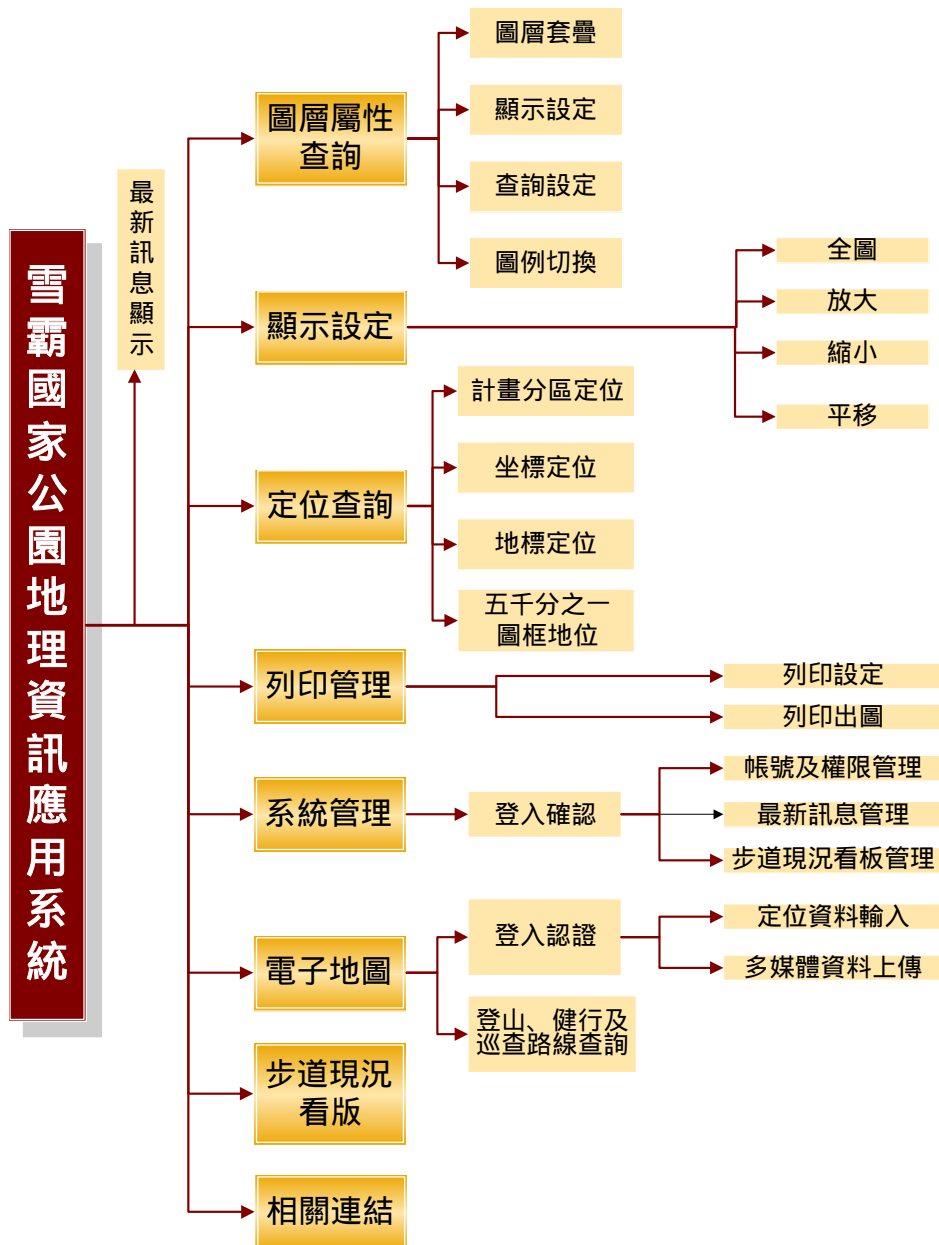 雪霸國家公園地理資訊應用系統
最新訊息顯示
圖層屬性
查詢
圖層套疊
顯示設定
查詢設定
圖例切換
顯示設定
全圖
放大
縮小
平移
定位查詢
計畫分區定位
坐標定位
地標定位
五千分之一
圖框地位
列印管理
列印設定
列印出圖
系統管理
登入確認
帳號及權限管理
最新訊息管理
步道現況看板管理
電子地圖
登入認證
定位資料輸入
多媒體資料上傳
登山、健行及
巡查路線查詢
步道現況
看版
相關連結